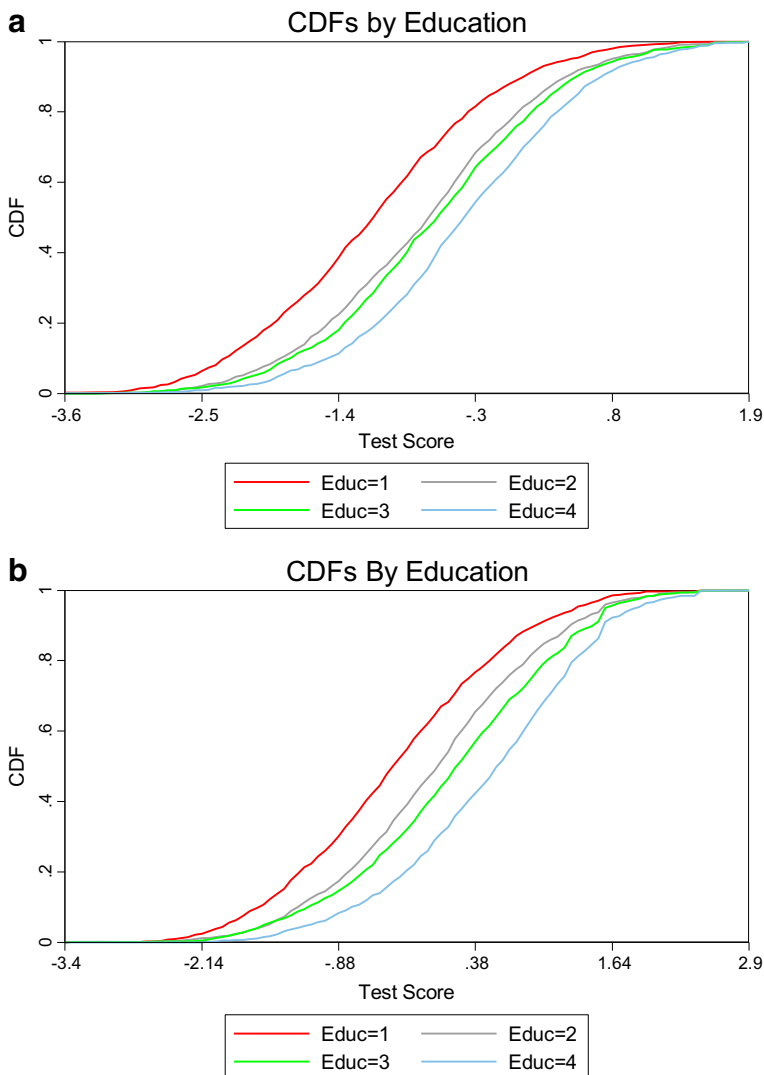 a
CDFs by Education
1
.8
.6
.4
.2
0
CDF
-3.6 -2.5 -1.4 -.3 .8 1.9
Test Score
Educ=1 Educ=2
Educ=3 Educ=4
b
CDFs By Education
1
.8
.6
.4
.2
0
CDF
-3.4 -2.14 -.88 .38 1.64 2.9
Test Score
Educ=1 Educ=2
Educ=3 Educ=4